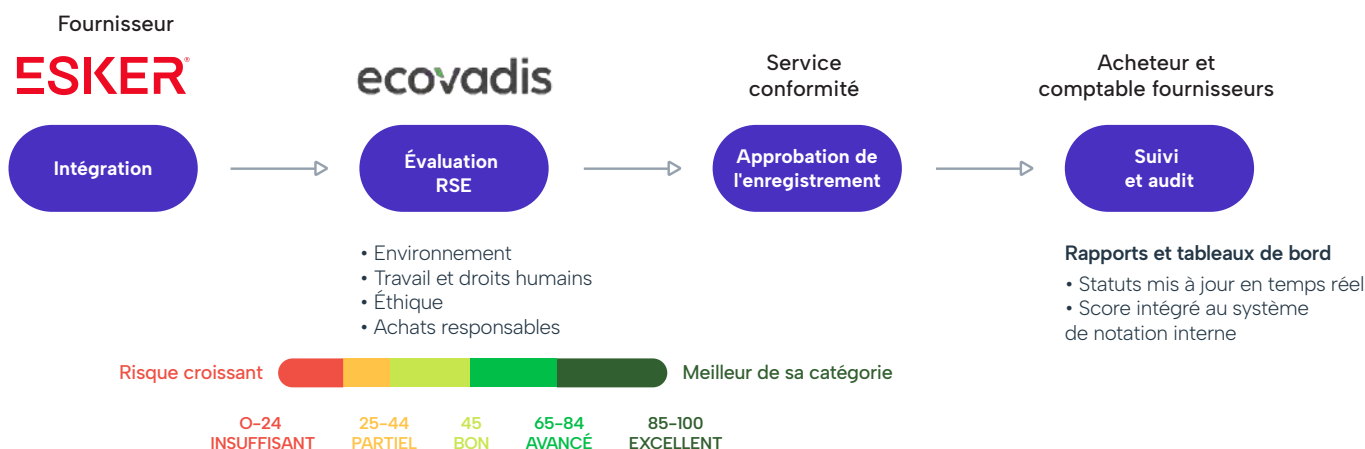 Fournisseur
ESKER
Intégration
ecovadis
Évaluation
RSE
Service
conformité
Approbation de
l'enregistrement
Acheteur et
comptable fournisseurs
Suivi
et audit
• Environnement
• Travail et droits humains
• Éthique
• Achats responsables
Rapports et tableaux de bord
• Statuts mis à jour en temps réel
• Score intégré au système
de notation interne
Risque croissant
Meilleur de sa catégorie
0-24
INSUFFISANT
25-44
PARTIEL
45
BON
65-84
AVANCÉ
85-100
EXCELLENT